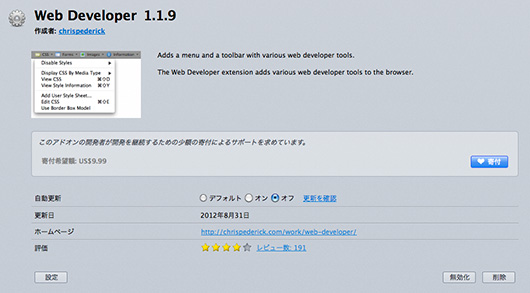 Web Developer 1.1.9
作成者: chrispederick
CSS Forms Images Information
Disable Styles
Display CSS By Media Type
View CSS ⌘⇧C
View Style Information ⌘⇧Y
Add User Style Sheet...
Edit CSS ⌘⇧E
Use Border Box Model
Adds a menu and a toolbar with various web developer tools.
The Web Developer extension adds various web developer tools to the browser.
このアドオンの開発者が開発を継続するための少額の寄付によるサポートを求めています。
寄付希望額: US$9.99
寄付
自動更新 デフォルト オン オフ 更新を確認
更新日 2012年8月31日
ホームページ http://chrispederick.com/work/web-developer/
評価 レビュー数: 191
設定 無効化 削除